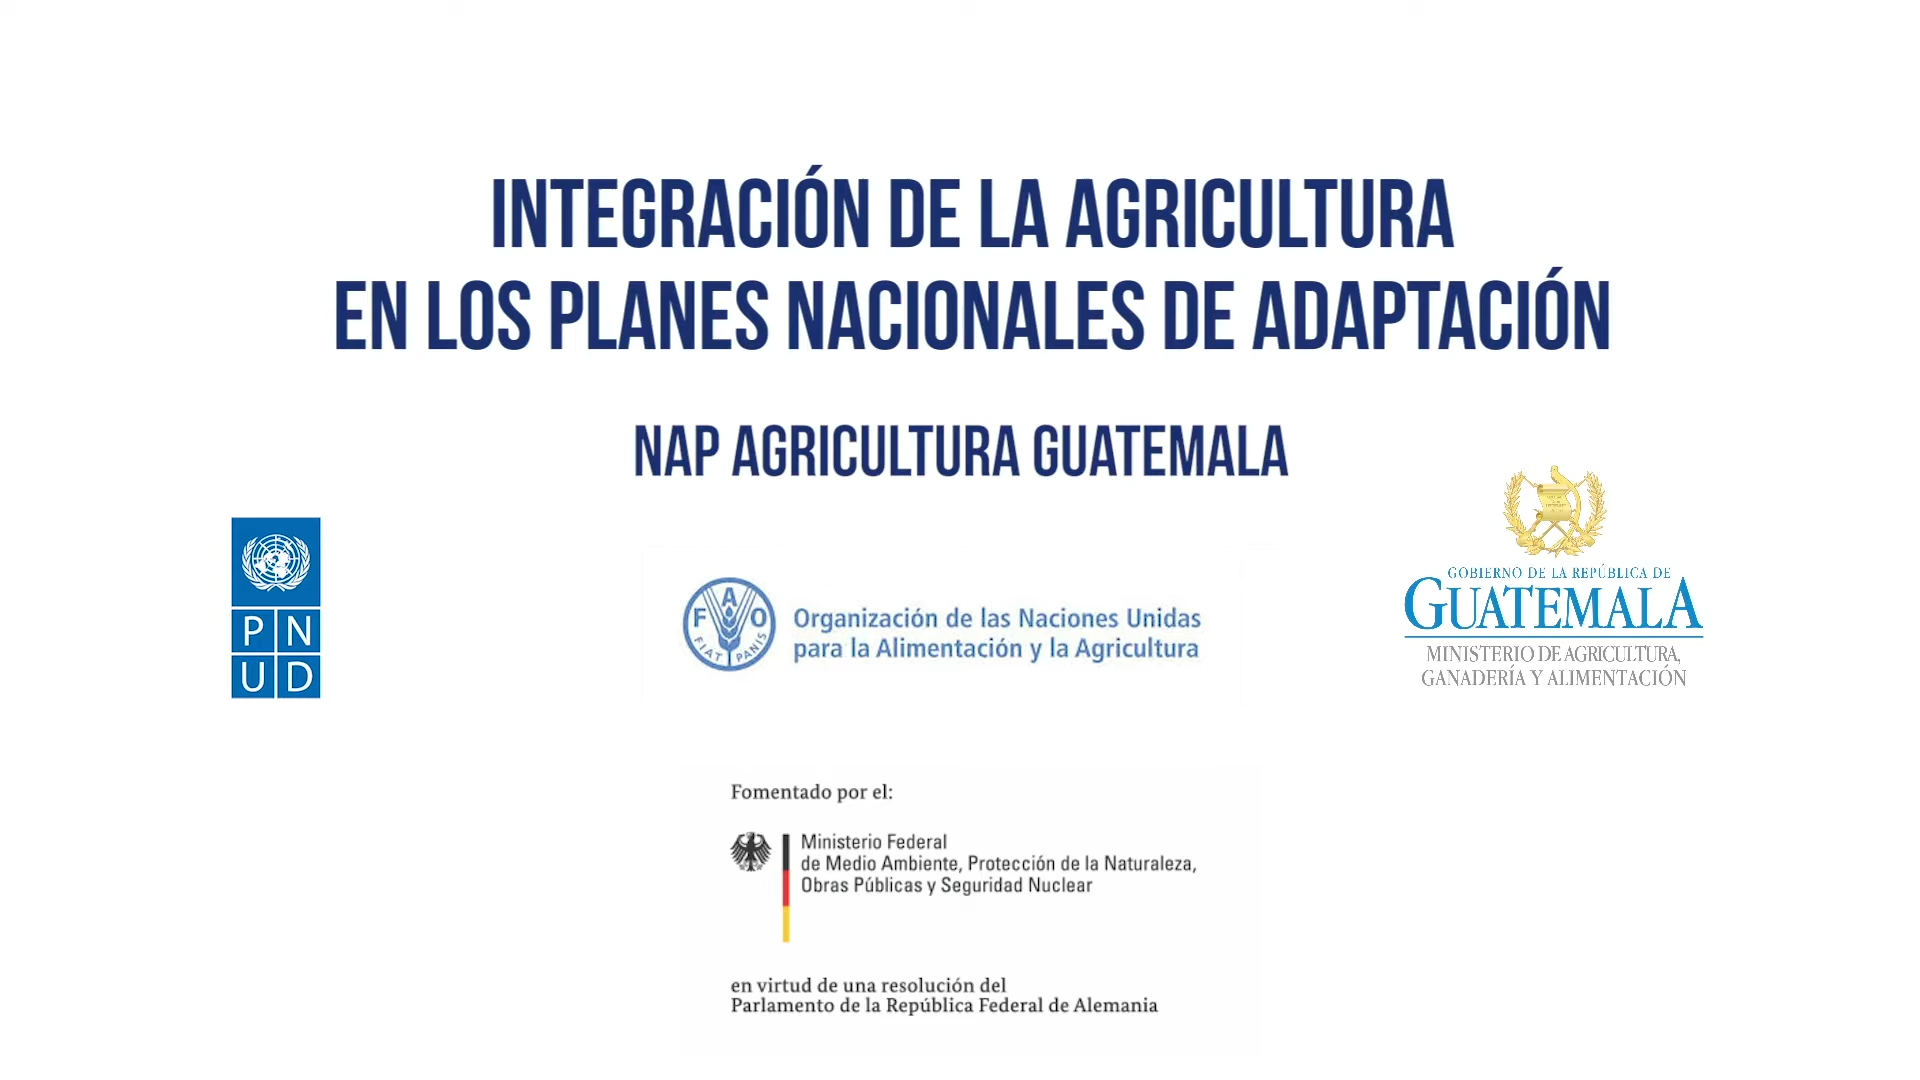 INTEGRACIÓN DE LA AGRICULTURA
EN LOS PLANES NACIONALES DE ADAPTACIÓN
NAP AGRICULTURA GUATEMALA
P N
U D
F A O
FIAT PANIS
Organización de las Naciones Unidas
para la Alimentación y la Agricultura
GOBIERNO DE LA REPÚBLICA DE
GUATEMALA
MINISTERIO DE AGRICULTURA,
GANADERÍA Y ALIMENTACIÓN
Fomentado por el:
Ministerio Federal
de Medio Ambiente, Protección de la Naturaleza,
Obras Públicas y Seguridad Nuclear
en virtud de una resolución del
Parlamento de la República Federal de Alemania